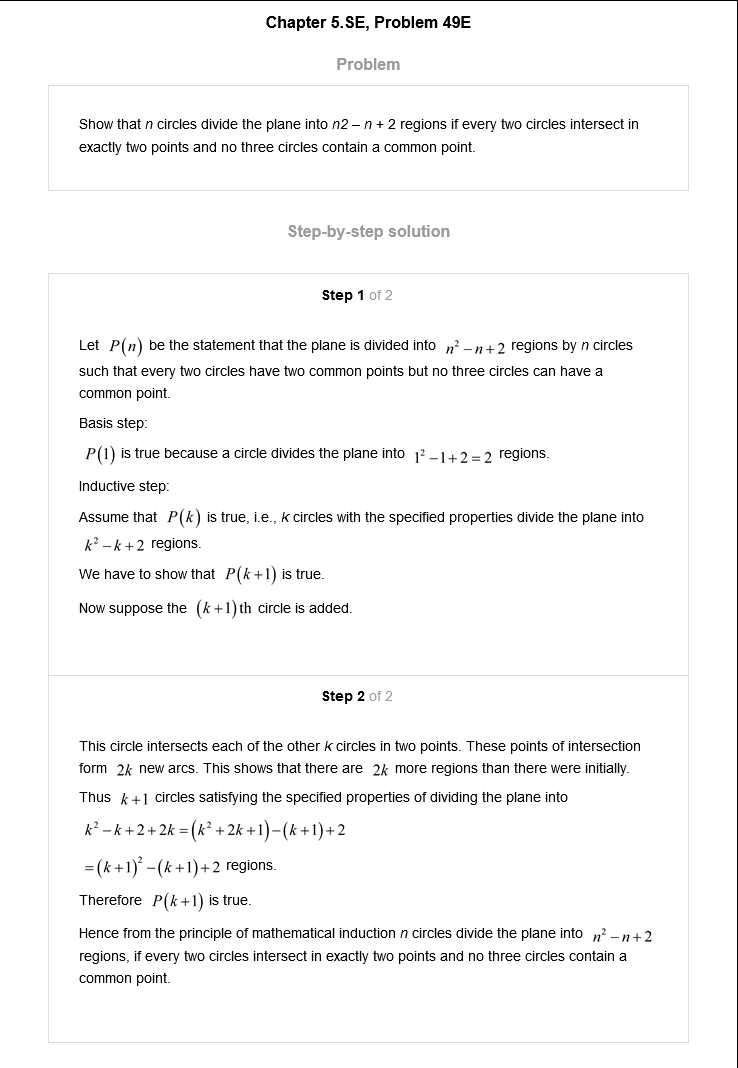 Chapter 5.SE, Problem 49E
Problem
Show that n circles divide the plane into n2 – n + 2 regions if every two circles intersect in
exactly two points and no three circles contain a common point.
Step-by-step solution
Step 1 of 2
Let P(n) be the statement that the plane is divided into n² − n + 2 regions by n circles
such that every two circles have two common points but no three circles can have a
common point.
Basis step:
P(1) is true because a circle divides the plane into 1² − 1 + 2 = 2 regions.
Inductive step:
Assume that P(k) is true, i.e., k circles with the specified properties divide the plane into
k² − k + 2 regions.
We have to show that P(k+1) is true.
Now suppose the (k+1)th circle is added.
Step 2 of 2
This circle intersects each of the other k circles in two points. These points of intersection
form 2k new arcs. This shows that there are 2k more regions than there were initially.
Thus k+1 circles satisfying the specified properties of dividing the plane into
k² − k + 2 + 2k = (k² + 2k + 1) − (k + 1) + 2
= (k + 1)² − (k + 1) + 2 regions.
Therefore P(k+1) is true.
Hence from the principle of mathematical induction n circles divide the plane into n² − n + 2
regions, if every two circles intersect in exactly two points and no three circles contain a
common point.